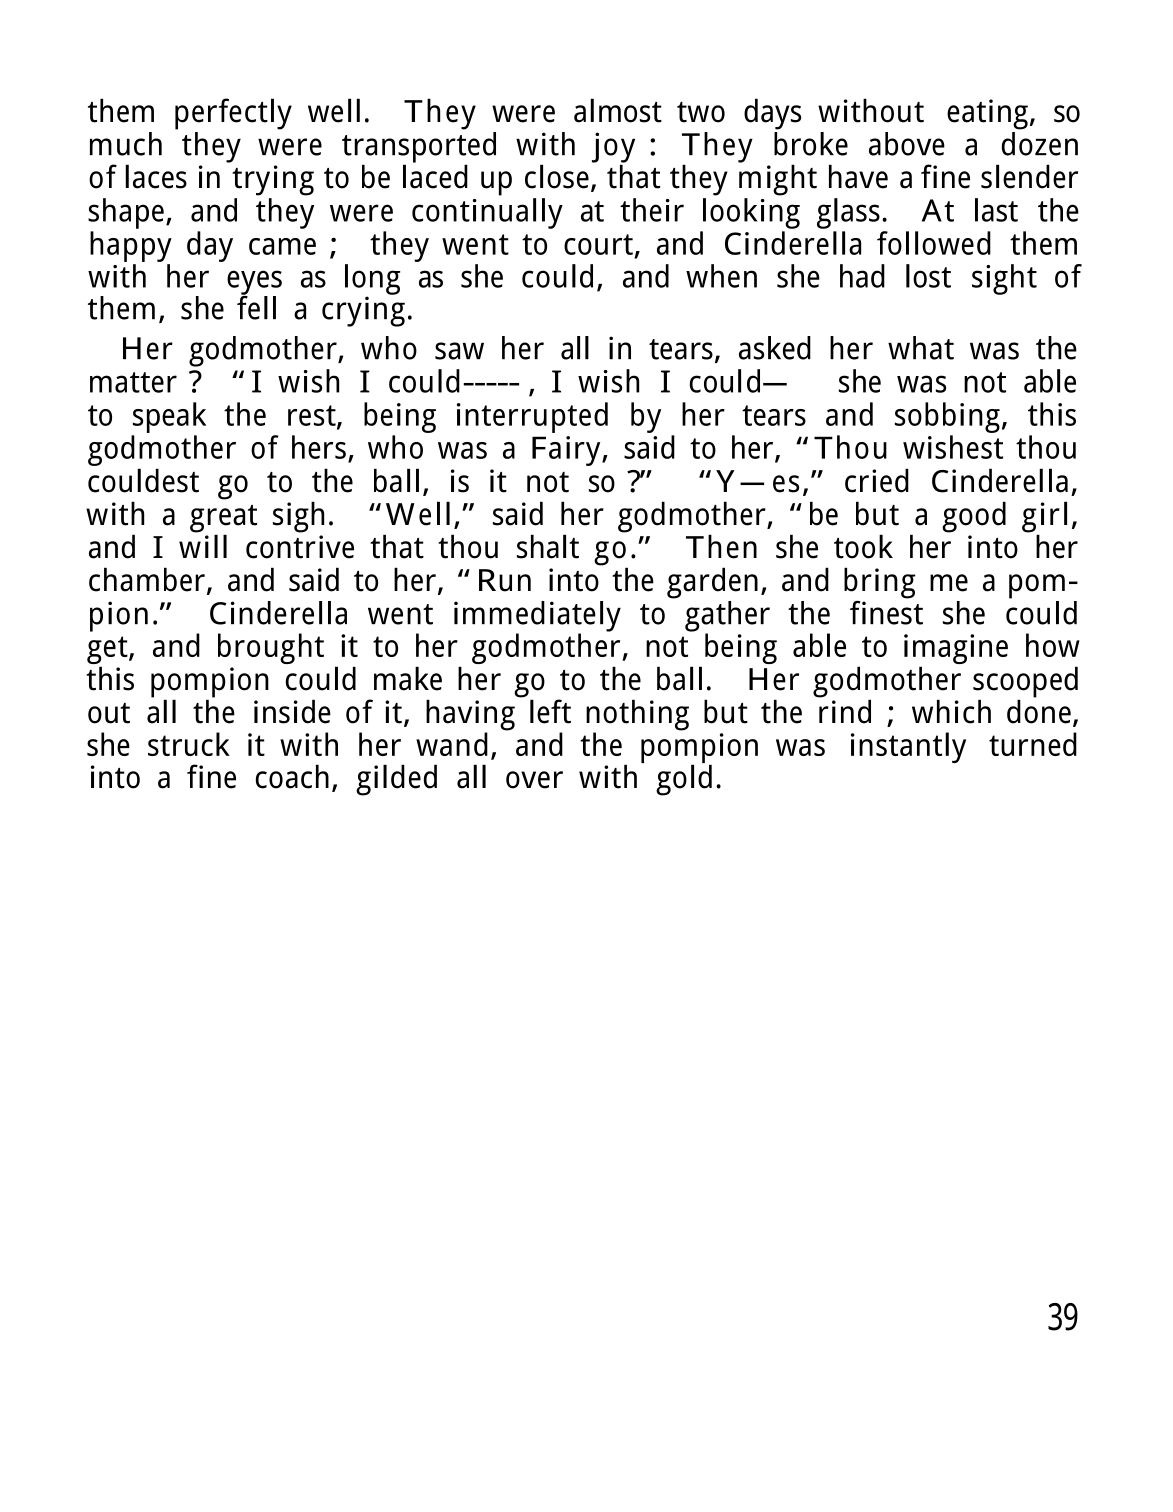 them perfectly well. They were almost two days without eating, so
much they were transported with joy : They broke above a dozen
of laces in trying to be laced up close, that they might have a fine slender
shape, and they were continually at their looking glass. At last the
happy day came ; they went to court, and Cinderella followed them
with her eyes as long as she could, and when she had lost sight of
them, she fell a crying.
Her godmother, who saw her all in tears, asked her what was the
matter ? “ I wish I could----- , I wish I could— she was not able
to speak the rest, being interrupted by her tears and sobbing, this
godmother of hers, who was a Fairy, said to her, “ Thou wishest thou
couldest go to the ball, is it not so ?” “ Y — es,” cried Cinderella,
with a great sigh. “Well,” said her godmother, “ be but a good girl,
and I will contrive that thou shalt go.” Then she took her into her
chamber, and said to her, “ Run into the garden, and bring me a pom-
pion.” Cinderella went immediately to gather the finest she could
get, and brought it to her godmother, not being able to imagine how
this pompion could make her go to the ball. Her godmother scooped
out all the inside of it, having left nothing but the rind ; which done,
she struck it with her wand, and the pompion was instantly turned
into a fine coach, gilded all over with gold.
39